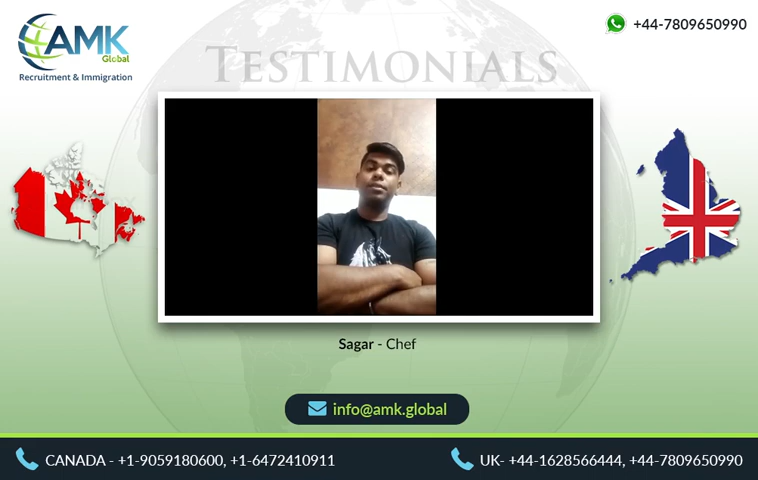 AMK
Global
Recruitment & Immigration
+44-7809650990
TESTIMONIALS
Sagar - Chef
info@amk.global
CANADA - +1-9059180600, +1-6472410911
UK- +44-1628566444, +44-7809650990